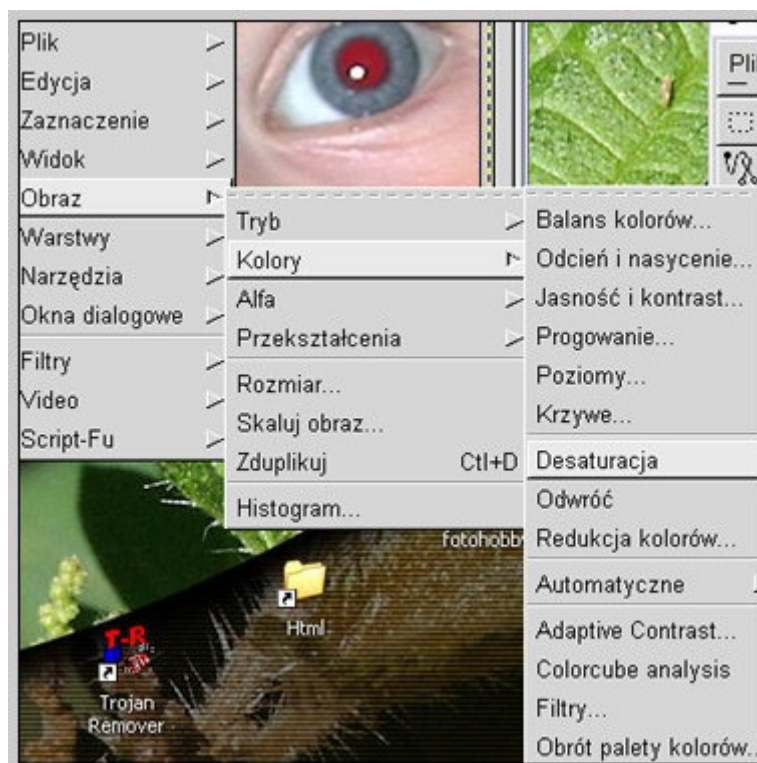 Plik
Edycja
Zaznaczenie
Widok
Obraz
Warstwy
Narzędzia
Okna dialogowe
Filtry
Video
Script-Fu
Tryb
Kolory
Alfa
Przekształcenia
Rozmiar...
Skaluj obraz...
Zduplikuj Ctl+D
Histogram...
Balans kolorów...
Odcień i nasycenie...
Jasność i kontrast...
Progowanie...
Poziomy...
Krzywe...
Desaturacja
Odwróć
Redukcja kolorów...
Automatyczne
Adaptive Contrast...
Colorcube analysis
Filtry...
Obrót palety kolorów..
Pli
fotohobby
Html
T-R
Trojan
Remover